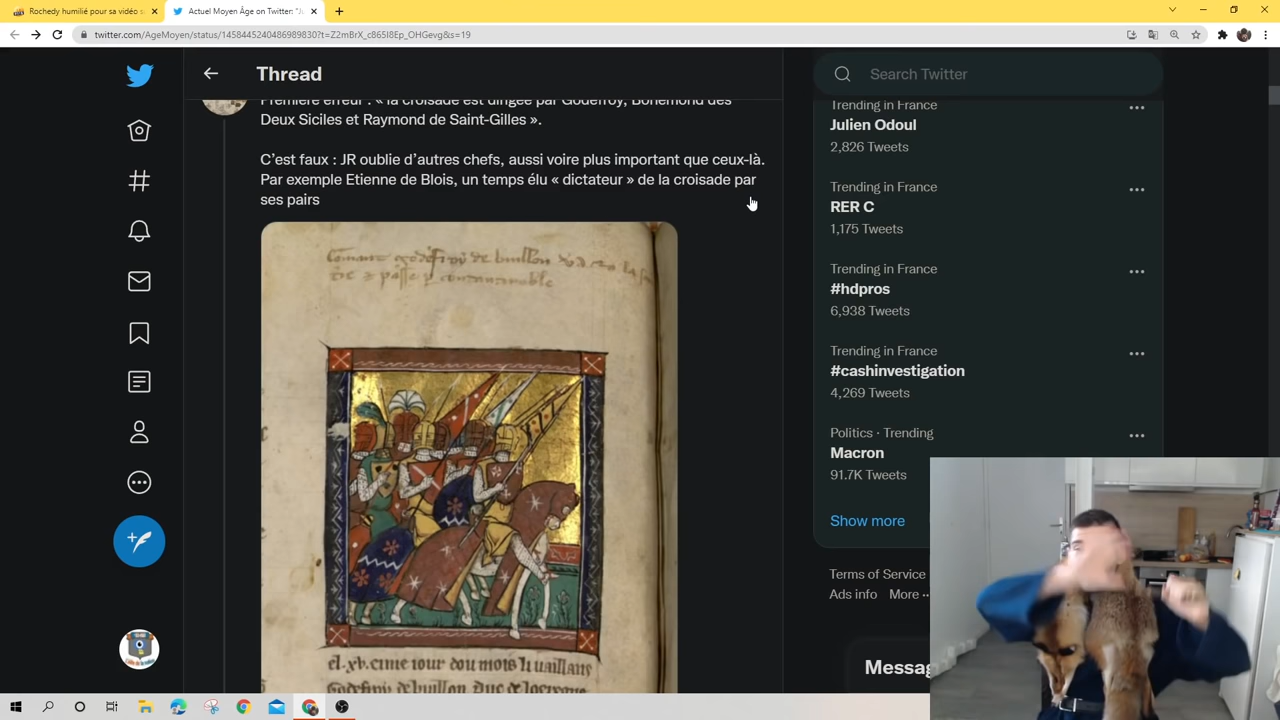 Rochedy humilié pour sa vidéo
Actuel Moyen Âge on Twitter: "Ju
twitter.com/AgeMoyen/status/1458445240486989830?t=Z2mBrX_c865I8Ep_OHGevg&s=19
Thread
Search Twitter
Première erreur : « la croisade est dirigée par Godefroy, Bohémond des
Deux Siciles et Raymond de Saint-Gilles ».
C'est faux : JR oublie d'autres chefs, aussi voire plus important que ceux-là.
Par exemple Etienne de Blois, un temps élu « dictateur » de la croisade par
ses pairs
Trending in France
Julien Odoul
2,826 Tweets
Trending in France
RER C
1,175 Tweets
Trending in France
#hdpros
6,938 Tweets
Trending in France
#cashinvestigation
4,269 Tweets
Politics · Trending
Macron
91.7K Tweets
Show more
Terms of Service
Ads info More ··
Messag